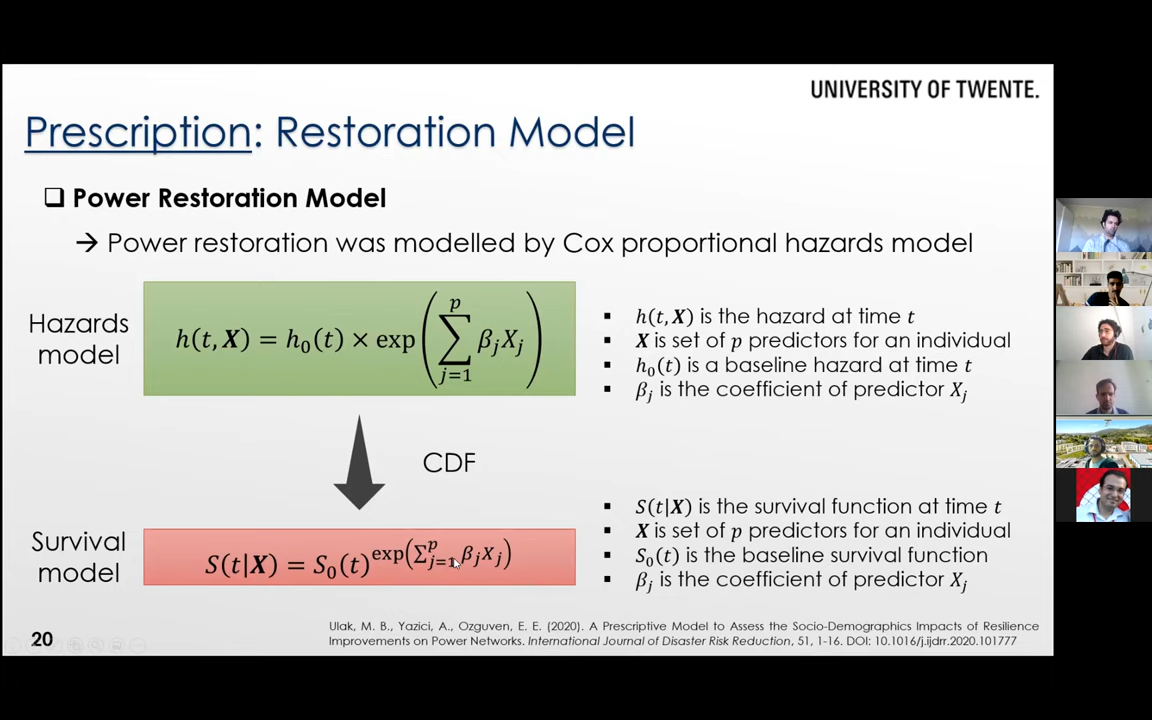 UNIVERSITY OF TWENTE.
Prescription: Restoration Model
❑ Power Restoration Model
→ Power restoration was modelled by Cox proportional hazards model
Hazards
model
h(t, X) = h₀(t) × exp(∑ⱼ₌₁ᵖ βⱼXⱼ)
▪ h(t, X) is the hazard at time t
▪ X is set of p predictors for an individual
▪ h₀(t) is a baseline hazard at time t
▪ βⱼ is the coefficient of predictor Xⱼ
CDF
Survival
model
S(t|X) = S₀(t)^exp(∑ⱼ₌₁ᵖ βⱼXⱼ)
▪ S(t|X) is the survival function at time t
▪ X is set of p predictors for an individual
▪ S₀(t) is the baseline survival function
▪ βⱼ is the coefficient of predictor Xⱼ
20
Ulak, M. B., Yazici, A., Ozguven, E. E. (2020). A Prescriptive Model to Assess the Socio-Demographics Impacts of Resilience
Improvements on Power Networks. International Journal of Disaster Risk Reduction, 51, 1-16. DOI: 10.1016/j.ijdrr.2020.101777